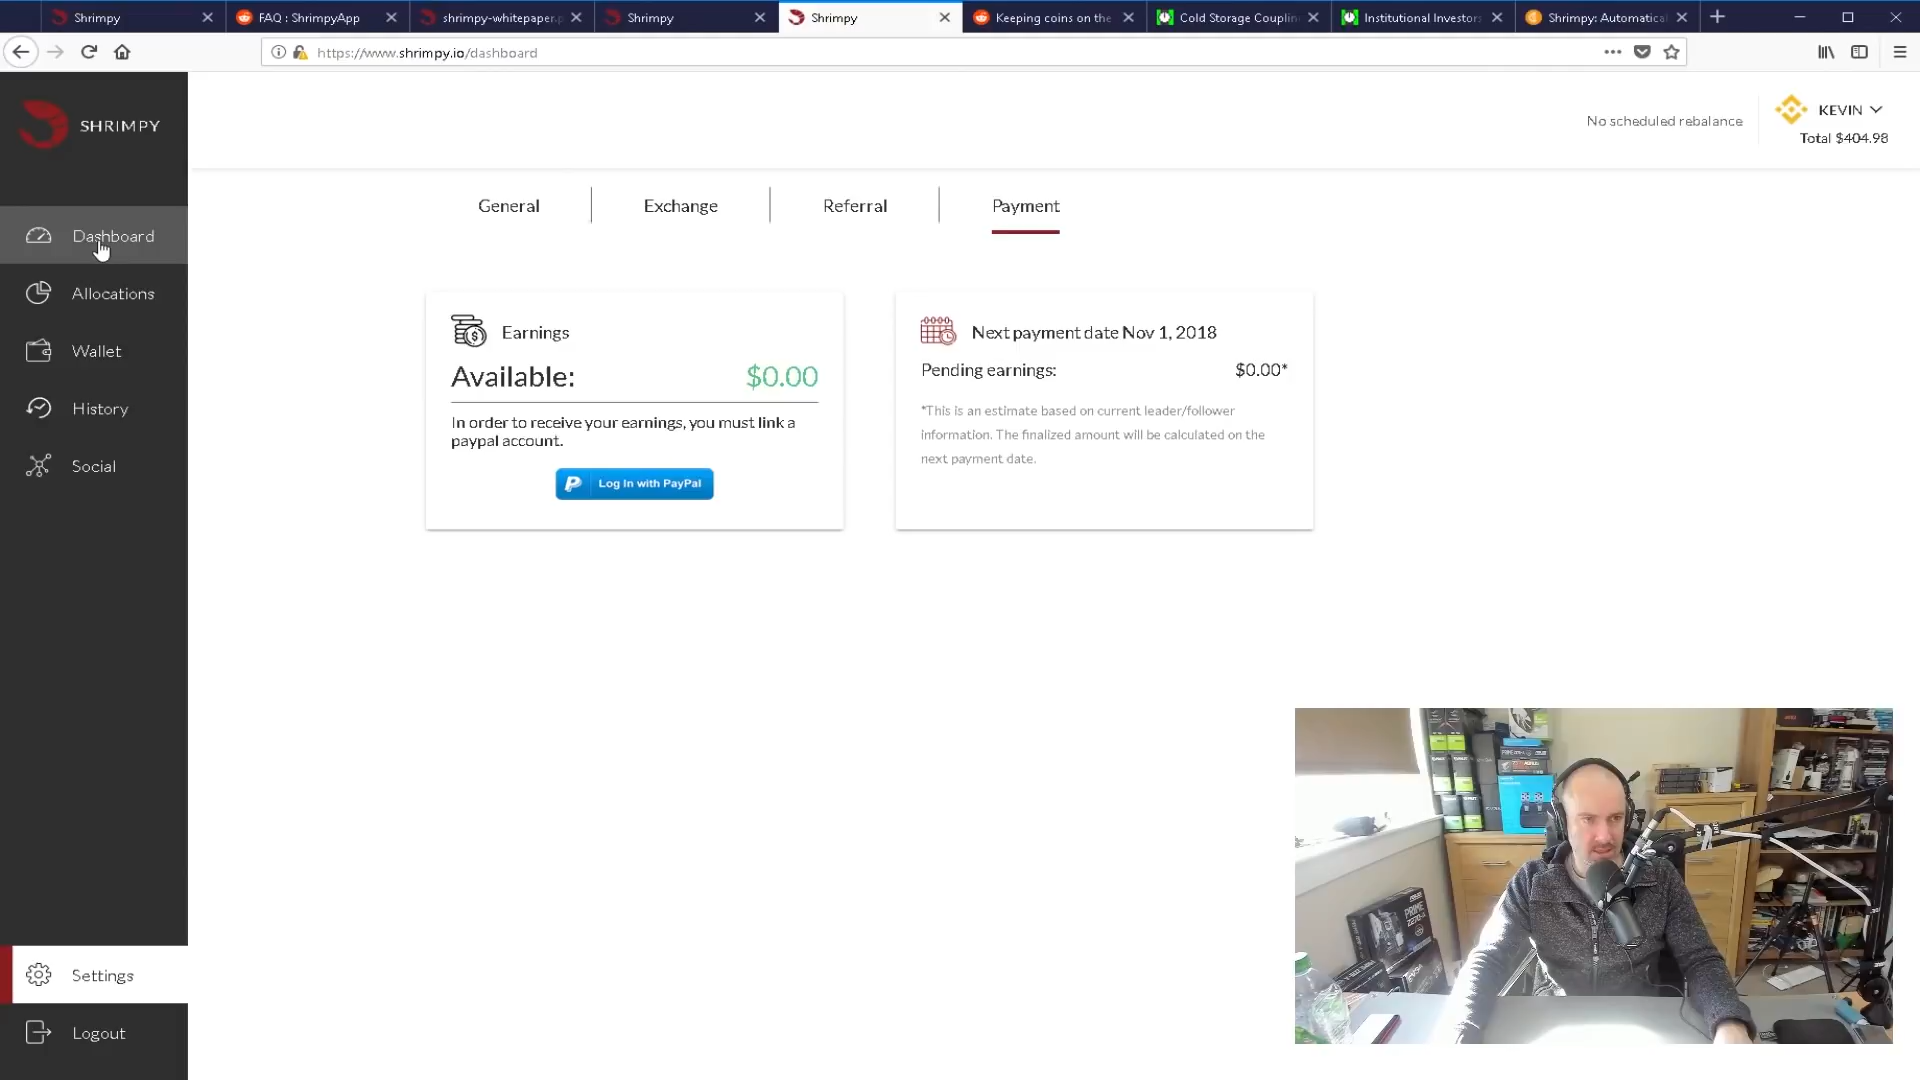 Shrimpy
FAQ : ShrimpyApp
shrimpy-whitepaper.p
Shrimpy
Shrimpy
Keeping coins on the
Cold Storage Couplin
Institutional Investors
Shrimpy: Automatica
https://www.shrimpy.io/dashboard
SHRIMPY
No scheduled rebalance
KEVIN
Total $404.98
General
Exchange
Referral
Payment
Dashboard
Allocations
Wallet
History
Social
Settings
Logout
Earnings
Available: $0.00
In order to receive your earnings, you must link a
paypal account.
Log In with PayPal
Next payment date Nov 1, 2018
Pending earnings: $0.00*
*This is an estimate based on current leader/follower
information. The finalized amount will be calculated on the
next payment date.
PRIME